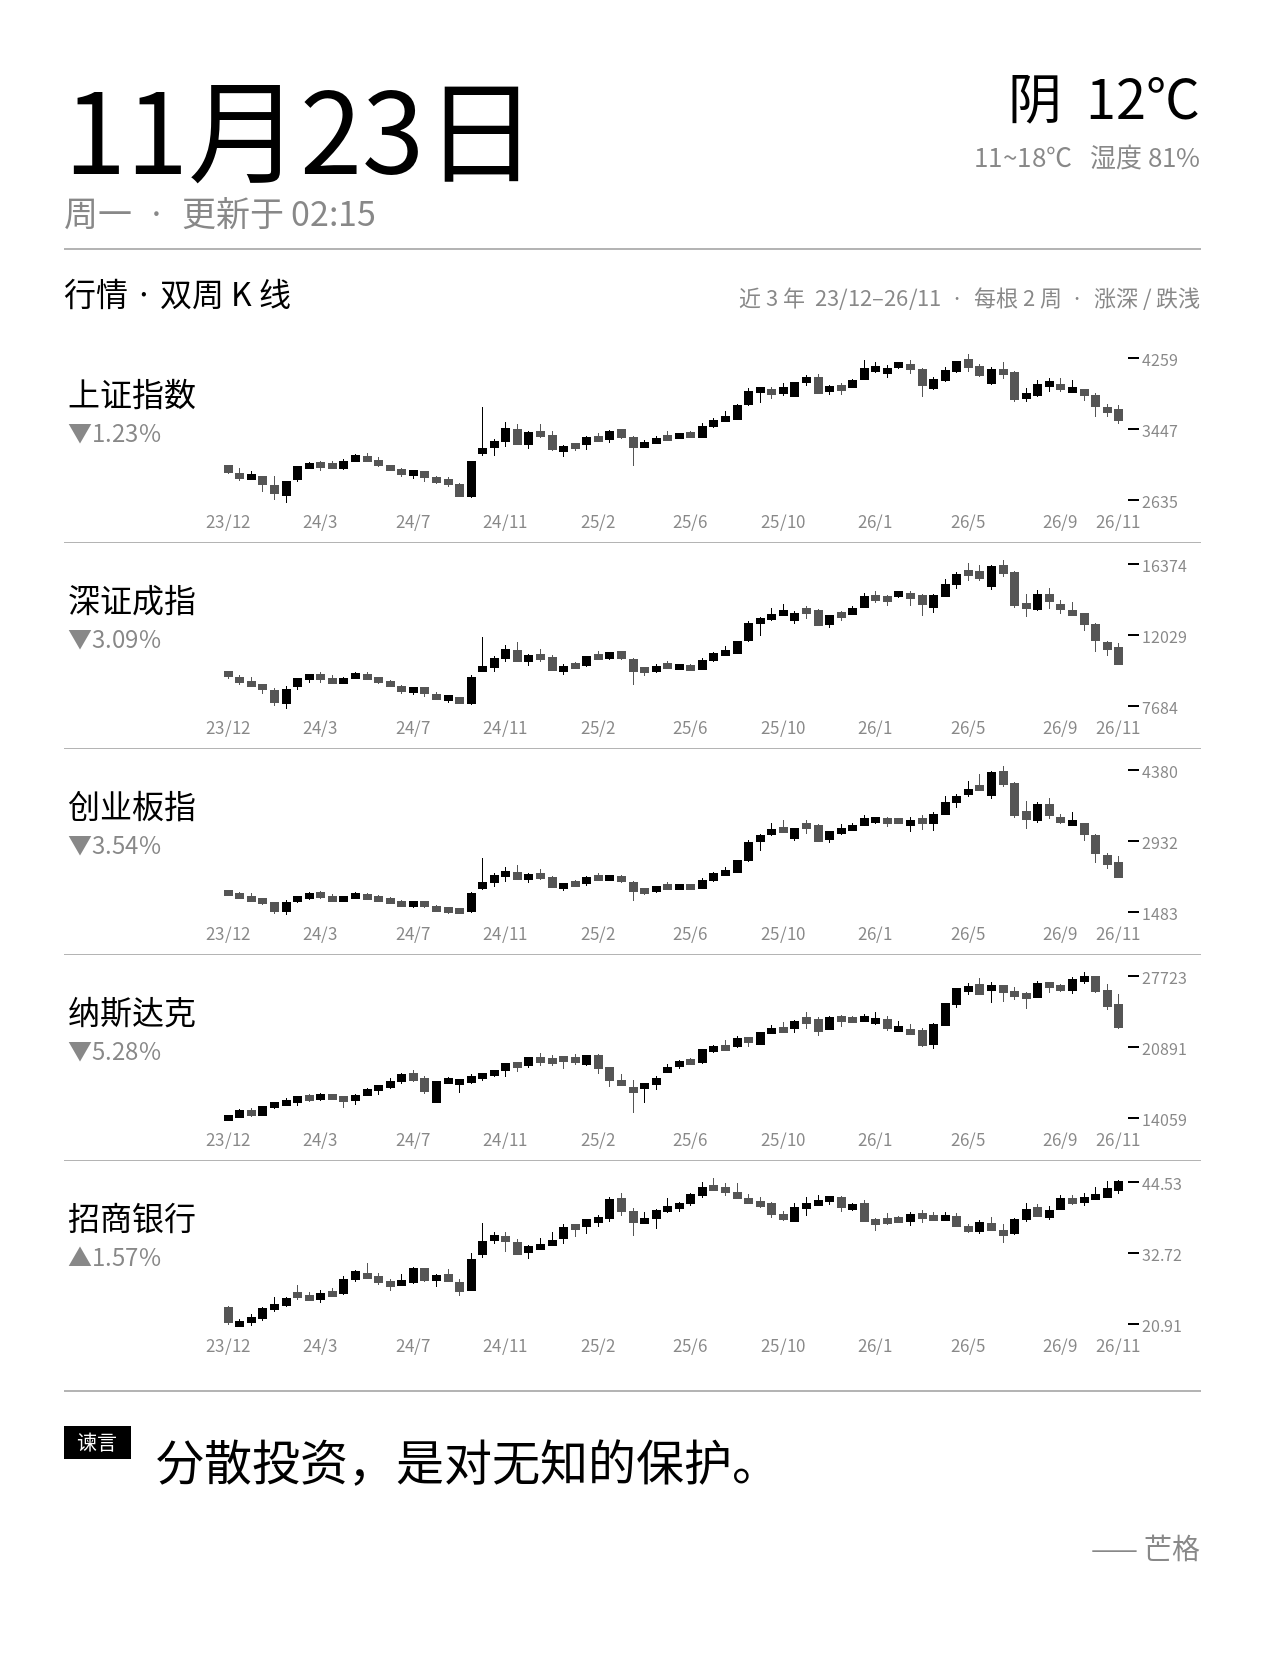 11月23日
阴 12℃
11~18℃ 湿度 81%
周一 · 更新于 02:15
行情 · 双周 K 线
近 3 年 23/12–26/11 · 每根 2 周 · 涨深 / 跌浅
上证指数
▼1.23%
4259
3447
2635
23/12 24/3 24/7 24/11 25/2 25/6 25/10 26/1 26/5 26/9 26/11
深证成指
▼3.09%
16374
12029
7684
23/12 24/3 24/7 24/11 25/2 25/6 25/10 26/1 26/5 26/9 26/11
创业板指
▼3.54%
4380
2932
1483
23/12 24/3 24/7 24/11 25/2 25/6 25/10 26/1 26/5 26/9 26/11
纳斯达克
▼5.28%
27723
20891
14059
23/12 24/3 24/7 24/11 25/2 25/6 25/10 26/1 26/5 26/9 26/11
招商银行
▲1.57%
44.53
32.72
20.91
23/12 24/3 24/7 24/11 25/2 25/6 25/10 26/1 26/5 26/9 26/11
谏言
分散投资，是对无知的保护。
—— 芒格